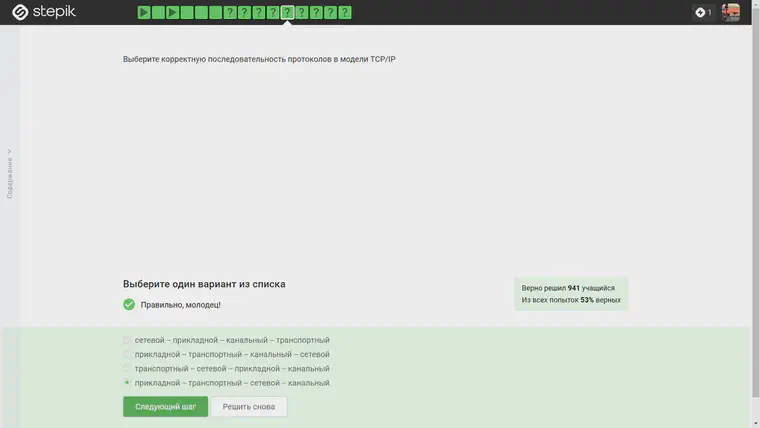 stepik
1
Выберите корректную последовательность протоколов в модели TCP/IP
Содержание
Выберите один вариант из списка
Правильно, молодец!
Верно решил 941 учащийся
Из всех попыток 53% верных
сетевой – прикладной – канальный – транспортный
прикладной – транспортный – канальный – сетевой
транспортный – сетевой – прикладной – канальный
прикладной – транспортный – сетевой – канальный
Следующий шаг
Решить снова